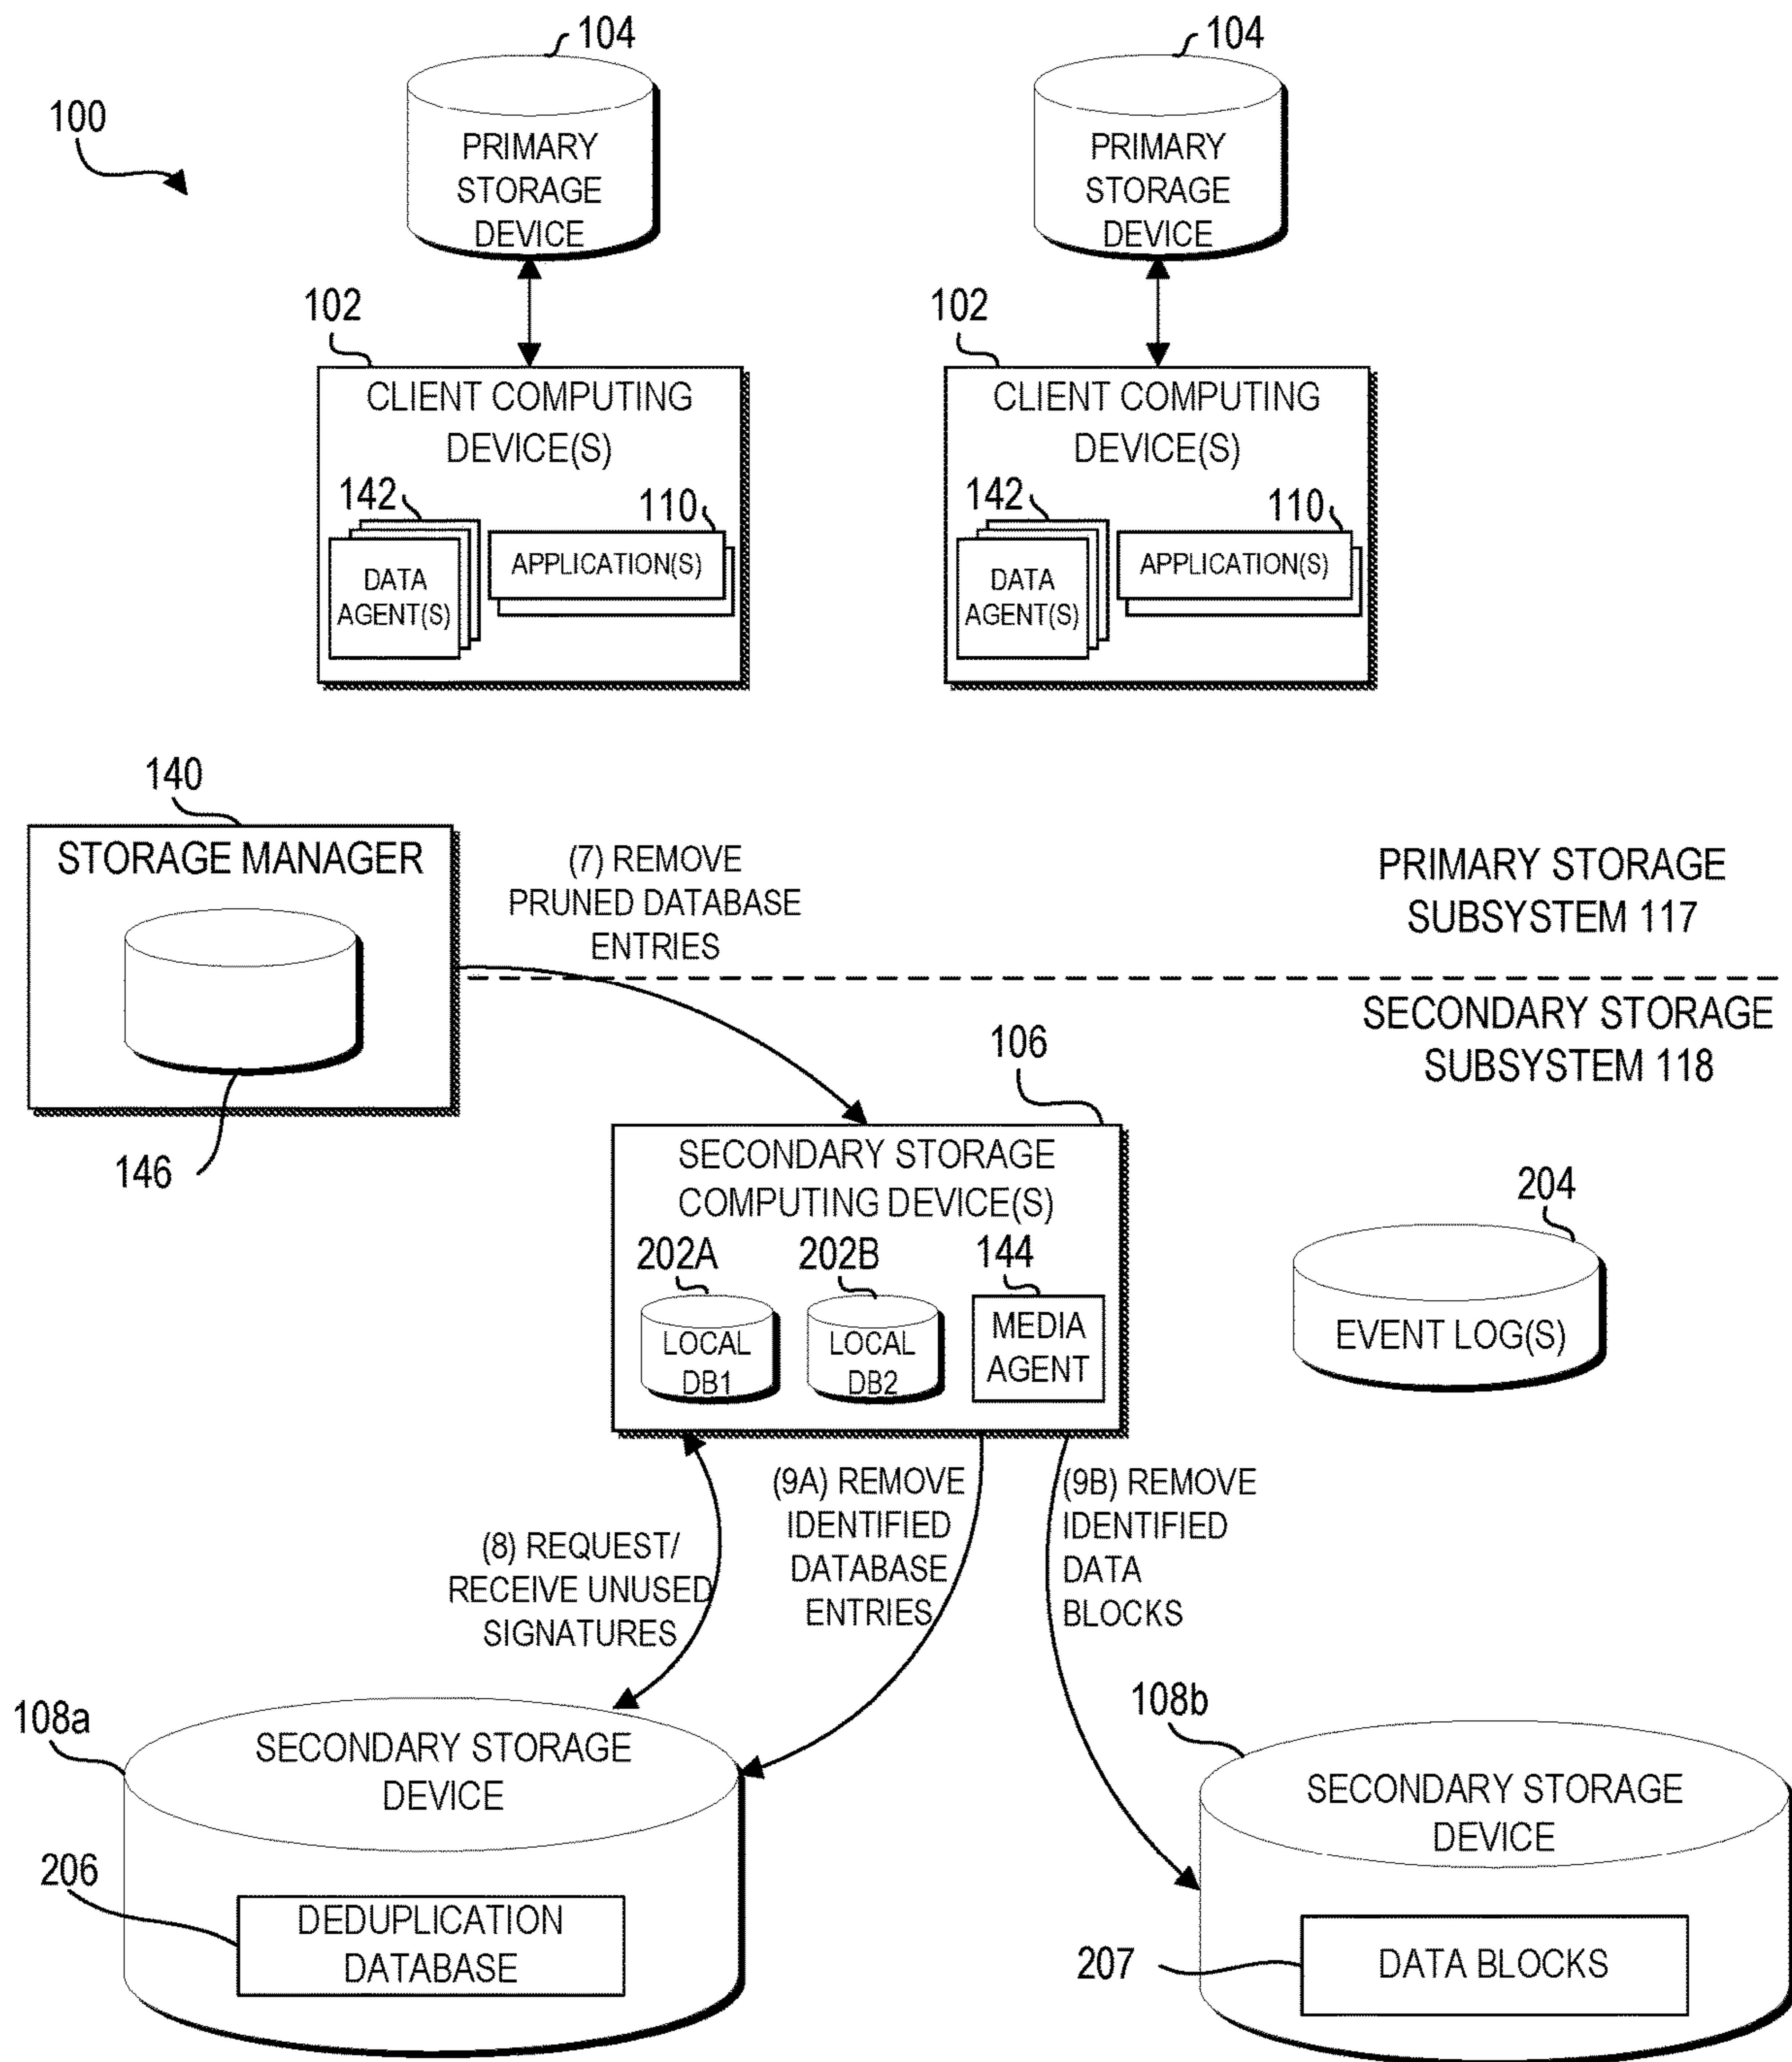 104
104
100
PRIMARY
STORAGE
DEVICE
PRIMARY
STORAGE
DEVICE
102
102
CLIENT COMPUTING
DEVICE(S)
CLIENT COMPUTING
DEVICE(S)
142
110
142
110
DATA
AGENT(S)
APPLICATION(S)
DATA
AGENT(S)
APPLICATION(S)
140
STORAGE MANAGER
(7) REMOVE
PRUNED DATABASE
ENTRIES
PRIMARY STORAGE
SUBSYSTEM 117
SECONDARY STORAGE
SUBSYSTEM 118
106
146
SECONDARY STORAGE
COMPUTING DEVICE(S)
202A
202B
144
LOCAL
DB1
LOCAL
DB2
MEDIA
AGENT
204
EVENT LOG(S)
(8) REQUEST/
RECEIVE UNUSED
SIGNATURES
(9A) REMOVE
IDENTIFIED
DATABASE
ENTRIES
(9B) REMOVE
IDENTIFIED
DATA
BLOCKS
108a
SECONDARY STORAGE
DEVICE
108b
SECONDARY STORAGE
DEVICE
206
DEDUPLICATION
DATABASE
207
DATA BLOCKS